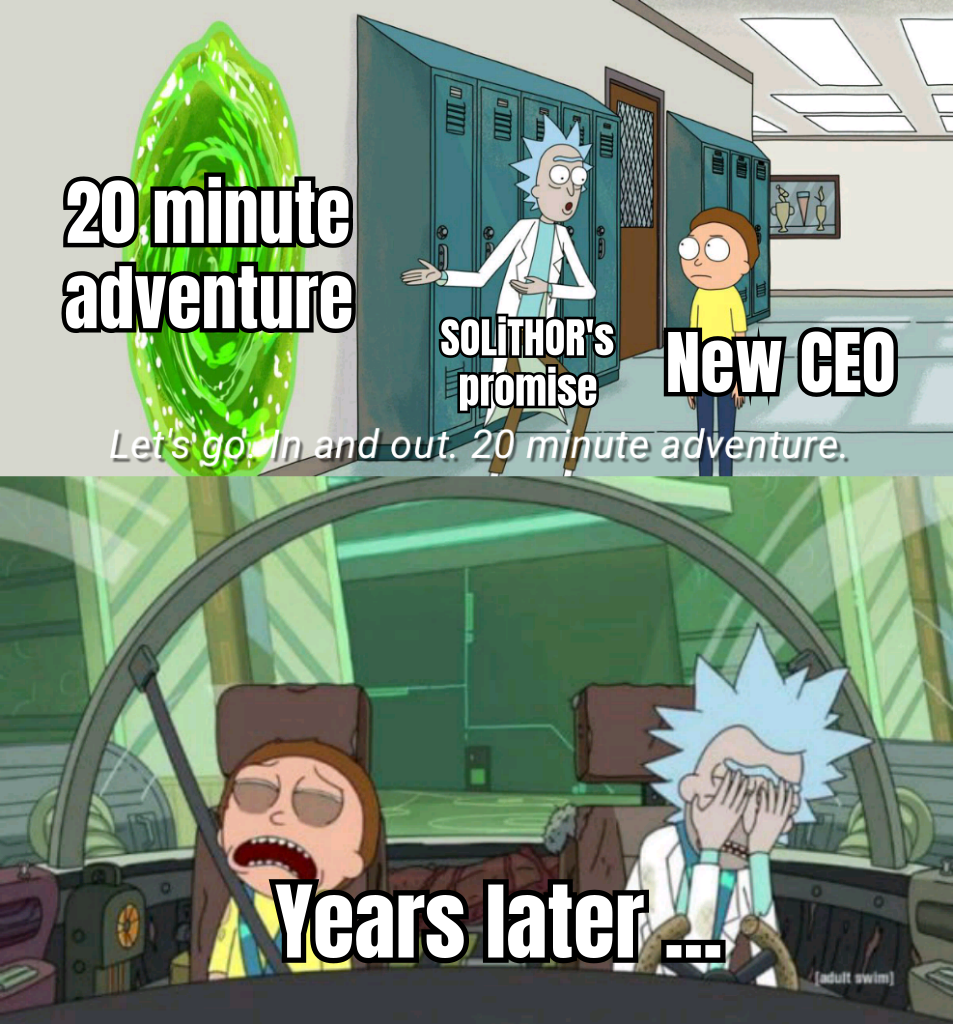 20 minute
adventure
SOLiTHOR's
promise
New CEO
Let's go. In and out. 20 minute adventure.
Years later ...
[adult swim]